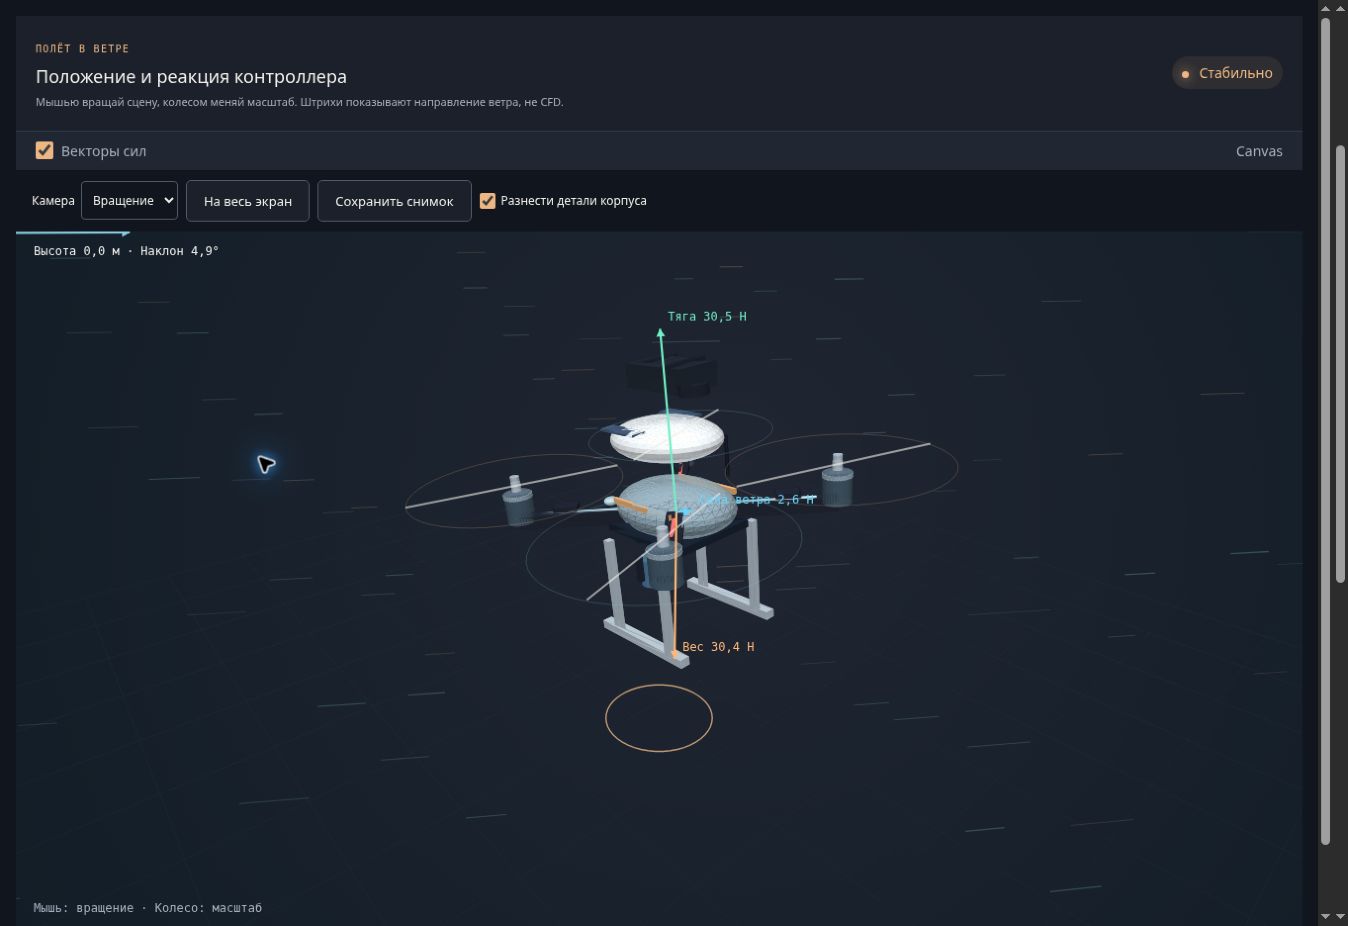 ПОЛЁТ В ВЕТРЕ
Положение и реакция контроллера
Стабильно
Мышью вращай сцену, колесом меняй масштаб. Штрихи показывают направление ветра, не CFD.
Векторы сил
Canvas
Камера
Вращение
На весь экран
Сохранить снимок
Разнести детали корпуса
Высота 0,0 м · Наклон 4,9°
Тяга 30,5 Н
ветра 2,6 Н
Вес 30,4 Н
Мышь: вращение · Колесо: масштаб